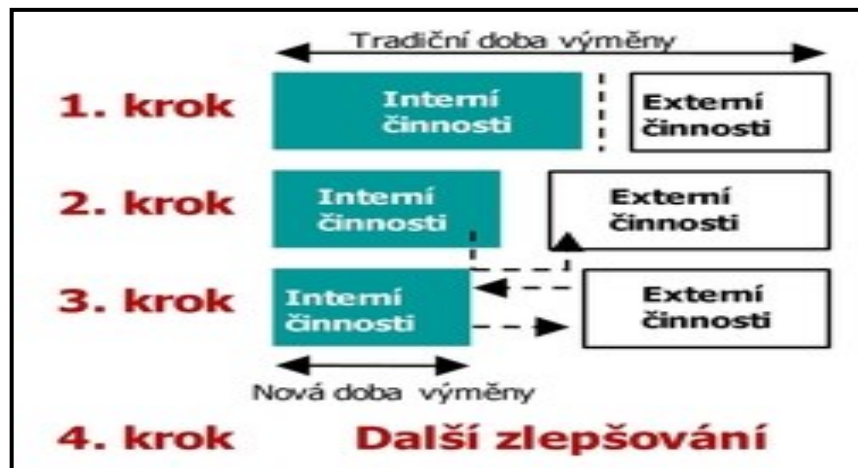 Tradiční doba výměny
1. krok
Interní
činnosti
Externí
činnosti
2. krok
Interní
činnosti
Externí
činnosti
3. krok
Interní
činnosti
Externí
činnosti
Nová doba výměny
4. krok
Další zlepšování